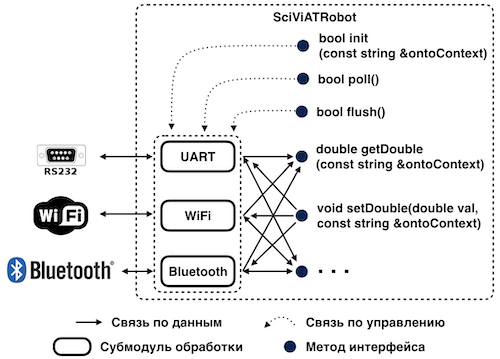 SciViATRobot
bool init
(const string &ontoContext)
bool poll()
bool flush()
RS232
UART
double getDouble
(const string &ontoContext)
Wi Fi
WiFi
void setDouble(double val,
const string &ontoContext)
Bluetooth®
Bluetooth
...
Связь по данным
Связь по управлению
Субмодуль обработки
Метод интерфейса